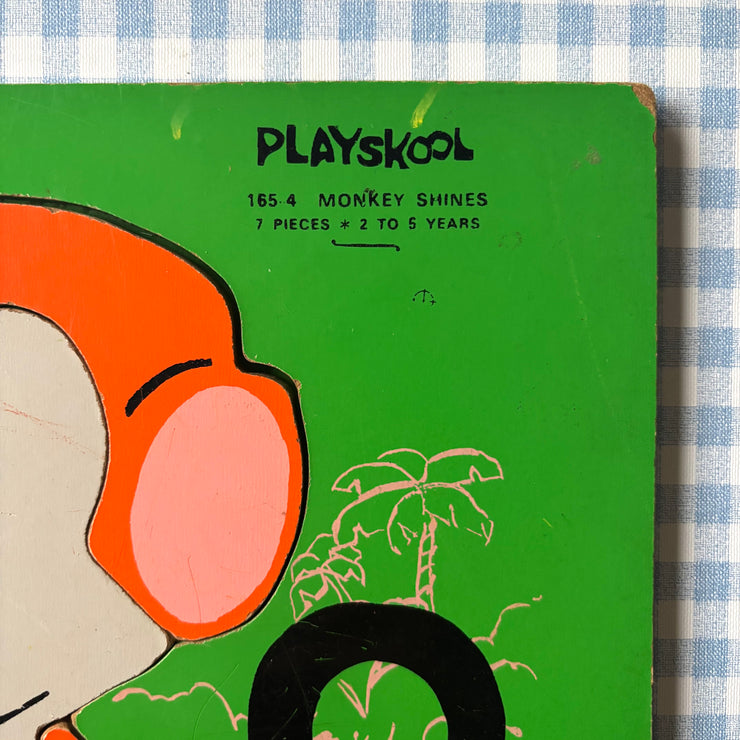 PLAYSKOOL
165-4 MONKEY SHINES
7 PIECES * 2 TO 5 YEARS